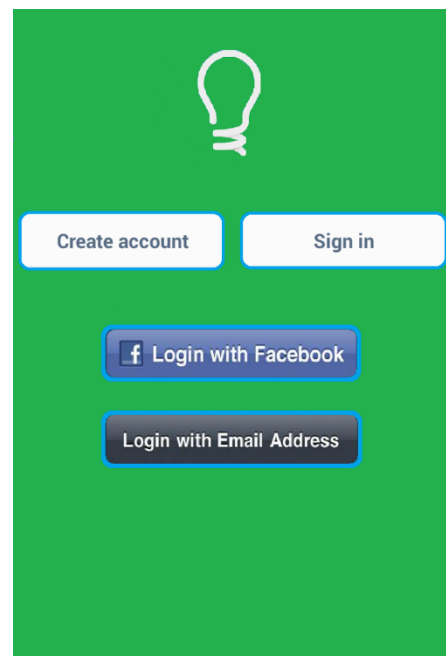 Create account
Sign in
Login with Facebook
Login with Email Address